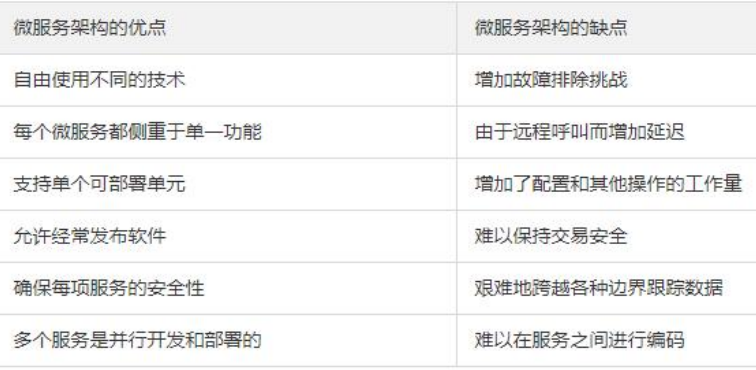 微服务架构的优点 微服务架构的缺点
自由使用不同的技术 增加故障排除挑战
每个微服务都侧重于单一功能 由于远程呼叫而增加延迟
支持单个可部署单元 增加了配置和其他操作的工作量
允许经常发布软件 难以保持交易安全
确保每项服务的安全性 艰难地跨越各种边界跟踪数据
多个服务是并行开发和部署的 难以在服务之间进行编码